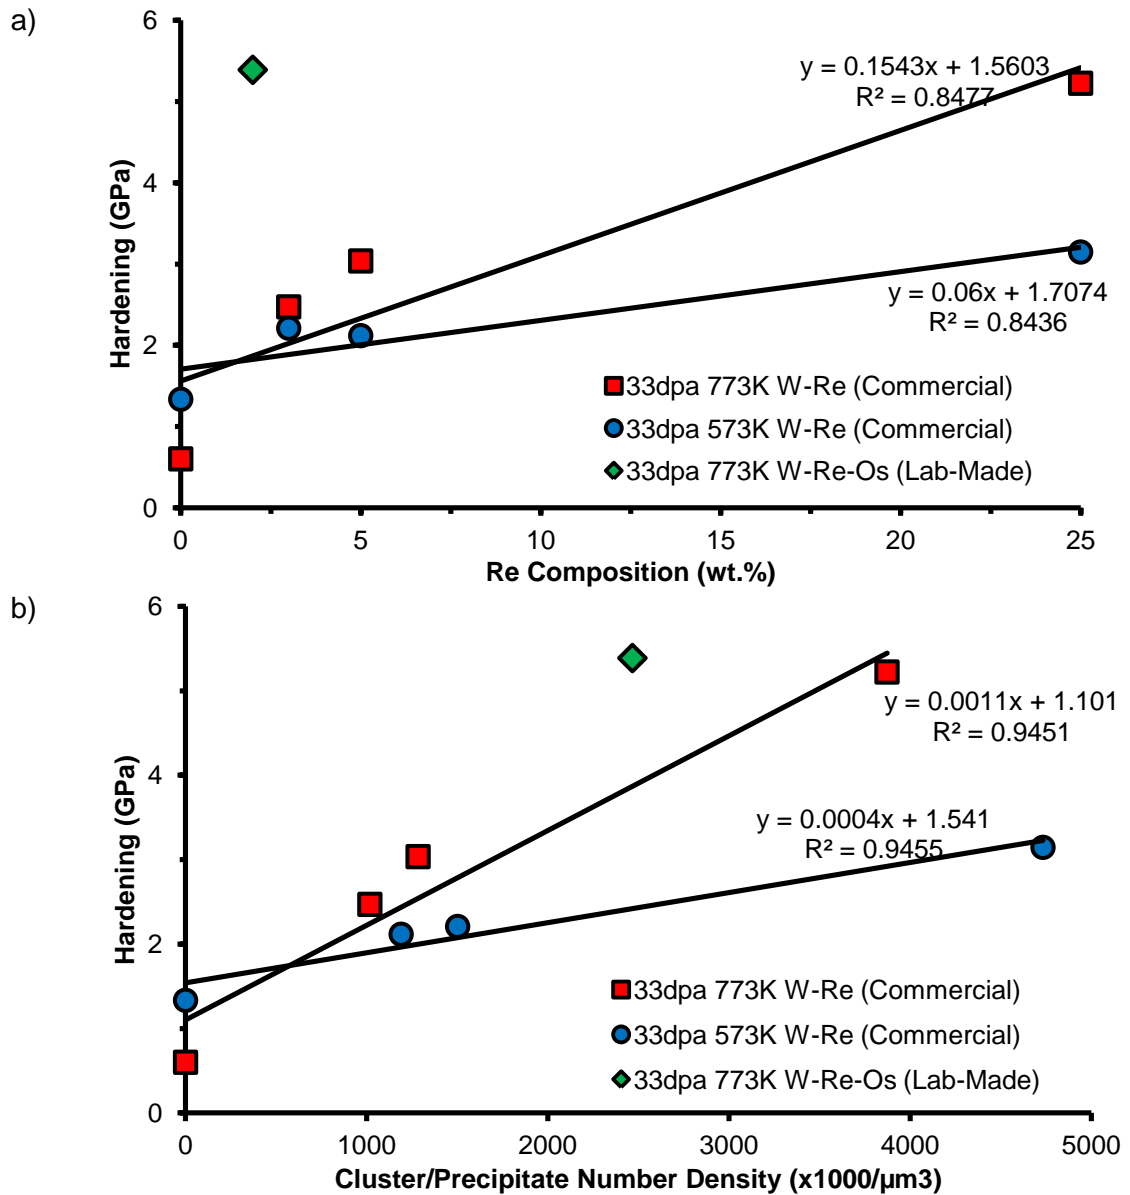 a)
6
4
2
0
Hardening (GPa)
y = 0.1543x + 1.5603
R² = 0.8477
y = 0.06x + 1.7074
R² = 0.8436
33dpa 773K W-Re (Commercial)
33dpa 573K W-Re (Commercial)
33dpa 773K W-Re-Os (Lab-Made)
0 5 10 15 20 25
Re Composition (wt.%)
b)
6
4
2
0
Hardening (GPa)
y = 0.0011x + 1.101
R² = 0.9451
y = 0.0004x + 1.541
R² = 0.9455
33dpa 773K W-Re (Commercial)
33dpa 573K W-Re (Commercial)
33dpa 773K W-Re-Os (Lab-Made)
0 1000 2000 3000 4000 5000
Cluster/Precipitate Number Density (x1000/µm3)